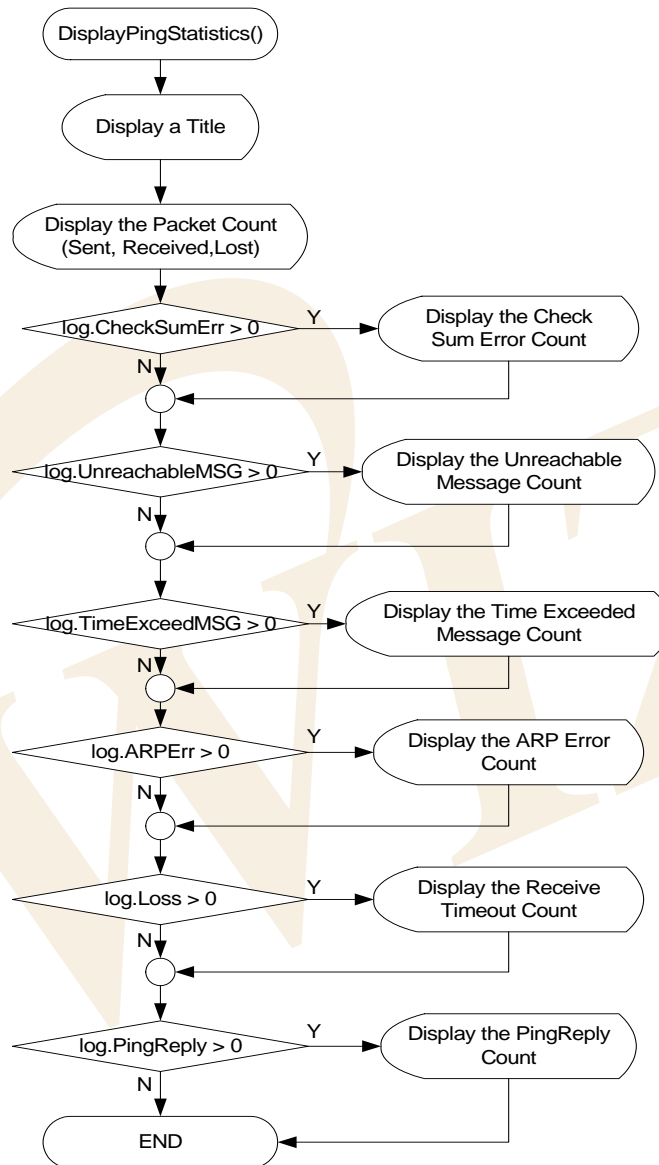 DisplayPingStatistics()
Display a Title
Display the Packet Count
(Sent, Received,Lost)
log.CheckSumErr > 0
Y
Display the Check
Sum Error Count
N
log.UnreachableMSG > 0
Y
Display the Unreachable
Message Count
N
log.TimeExceedMSG > 0
Y
Display the Time Exceeded
Message Count
N
log.ARPErr > 0
Y
Display the ARP Error
Count
N
log.Loss > 0
Y
Display the Receive
Timeout Count
N
log.PingReply > 0
Y
Display the PingReply
Count
N
END